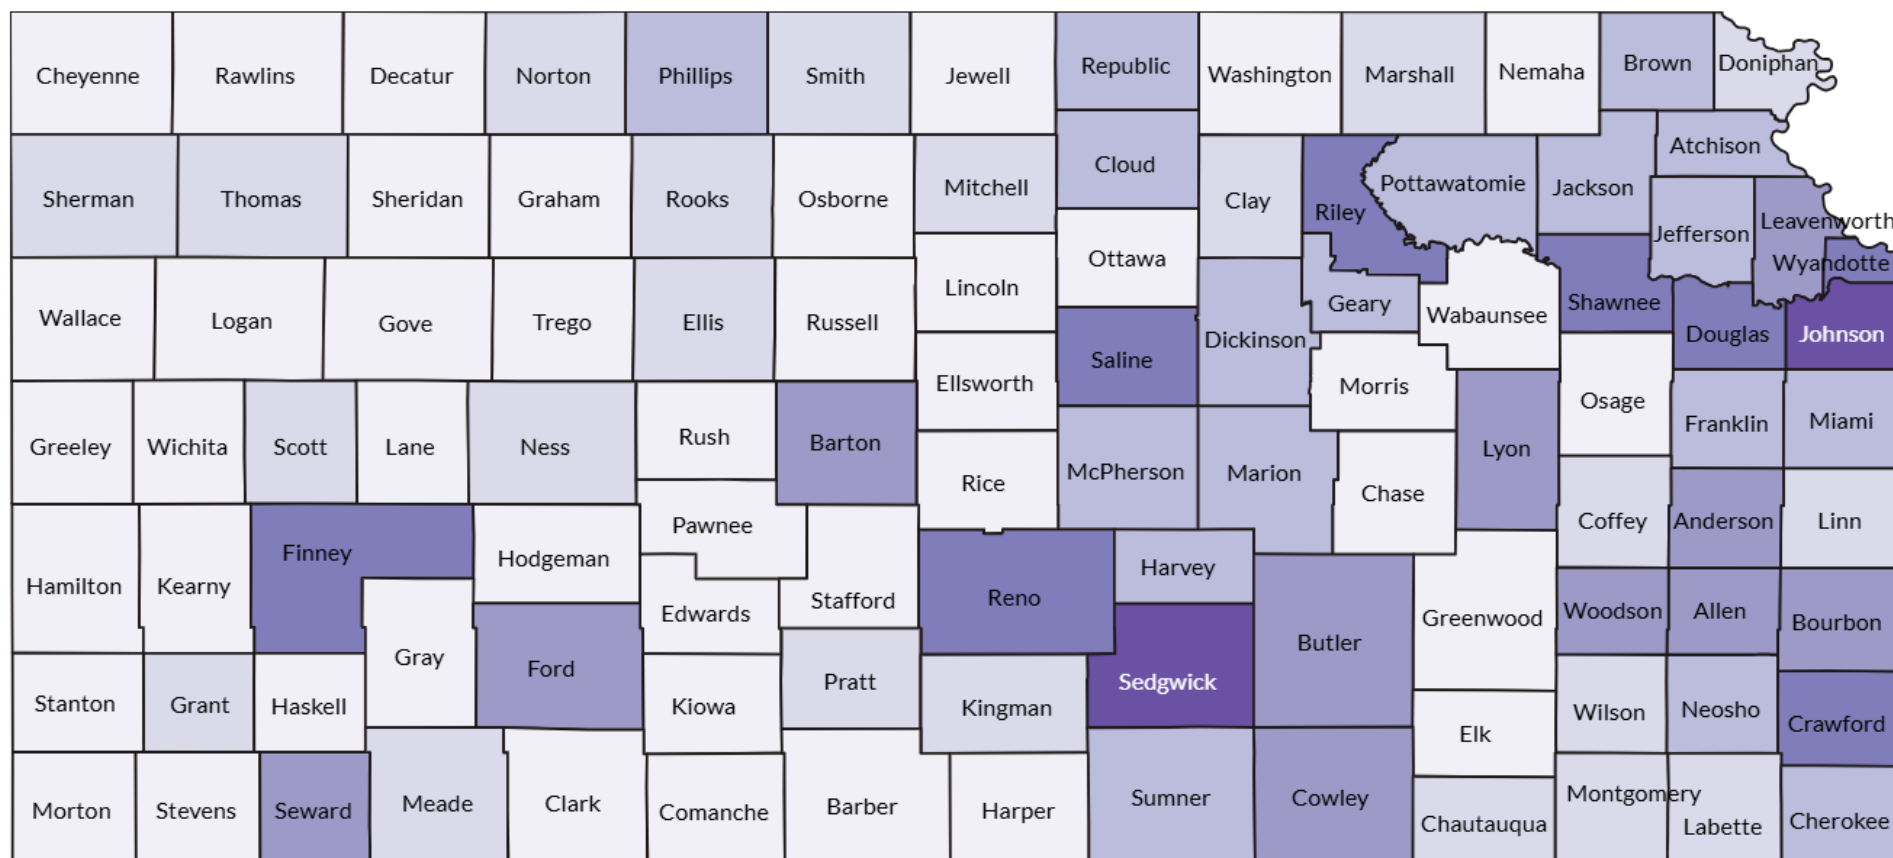 Cheyenne
Rawlins
Decatur
Norton
Phillips
Smith
Jewell
Republic
Washington
Marshall
Nemaha
Brown
Doniphan
Sherman
Thomas
Sheridan
Graham
Rooks
Osborne
Mitchell
Cloud
Clay
Riley
Pottawatomie
Jackson
Atchison
Jefferson
Leavenworth
Wyandotte
Wallace
Logan
Gove
Trego
Ellis
Russell
Lincoln
Ottawa
Saline
Dickinson
Geary
Wabaunsee
Shawnee
Douglas
Johnson
Greeley
Wichita
Scott
Lane
Ness
Rush
Barton
Ellsworth
Rice
McPherson
Marion
Morris
Chase
Lyon
Osage
Franklin
Miami
Hamilton
Kearny
Finney
Hodgeman
Pawnee
Edwards
Stafford
Reno
Harvey
Coffey
Anderson
Linn
Gray
Ford
Kiowa
Pratt
Kingman
Sedgwick
Butler
Greenwood
Woodson
Allen
Bourbon
Stanton
Grant
Haskell
Elk
Wilson
Neosho
Crawford
Morton
Stevens
Seward
Meade
Clark
Comanche
Barber
Harper
Sumner
Cowley
Chautauqua
Montgomery
Labette
Cherokee